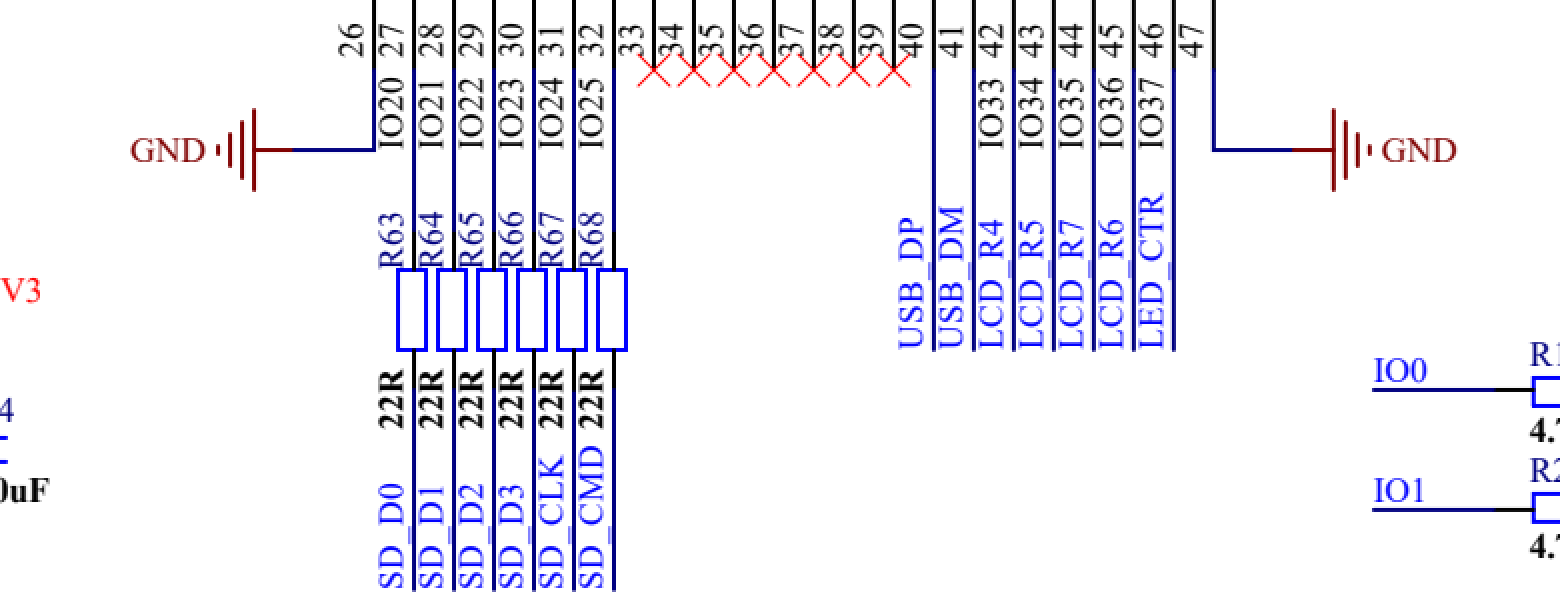 26 27 28 29 30 31 32 33 34 35 36 37 38 39 40 41 42 43 44 45 46 47
IO20 IO21 IO22 IO23 IO24 IO25 IO33 IO34 IO35 IO36 IO37
GND GND
R63 R64 R65 R66 R67 R68
USB_DP USB_DM LCD_R4 LCD_R5 LCD_R7 LCD_R6 LED_CTR
V3
22R 22R 22R 22R 22R 22R
IO0
4
SD_D0 SD_D1 SD_D2 SD_D3 SD_CLK SD_CMD
0uF
IO1